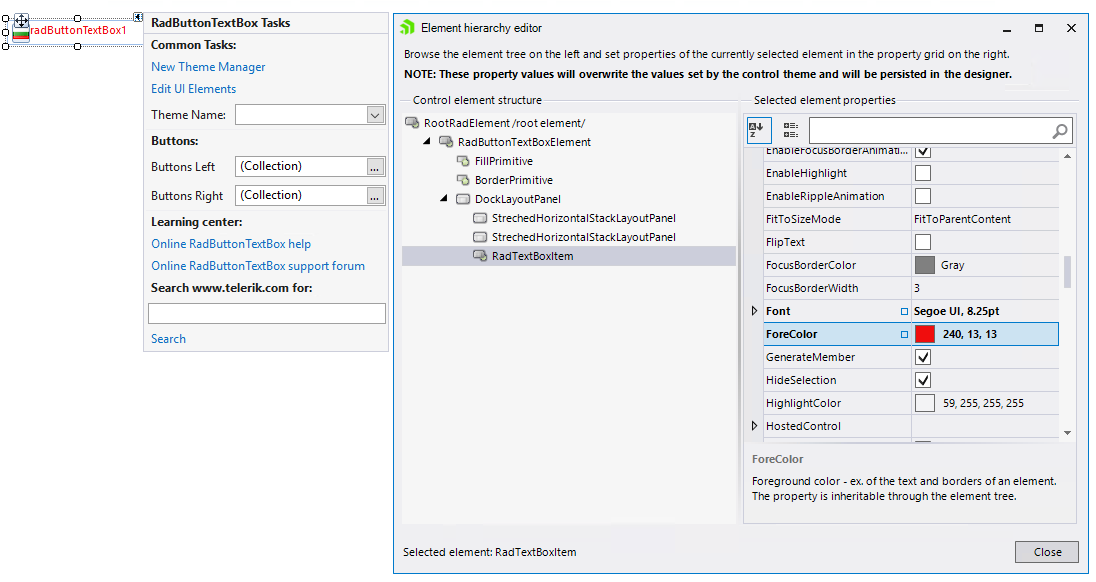 radButtonTextBox1
RadButtonTextBox Tasks
Common Tasks:
New Theme Manager
Edit UI Elements
Theme Name:
Buttons:
Buttons Left (Collection) ...
Buttons Right (Collection) ...
Learning center:
Online RadButtonTextBox help
Online RadButtonTextBox support forum
Search www.telerik.com for:
Search
Element hierarchy editor
Browse the element tree on the left and set properties of the currently selected element in the property grid on the right.
NOTE: These property values will overwrite the values set by the control theme and will be persisted in the designer.
Control element structure
RootRadElement /root element/
RadButtonTextBoxElement
FillPrimitive
BorderPrimitive
DockLayoutPanel
StrechedHorizontalStackLayoutPanel
StrechedHorizontalStackLayoutPanel
RadTextBoxItem
Selected element properties
A
Z
EnableFocusBorderAnimati...
EnableHighlight
EnableRippleAnimation
FitToSizeMode FitToParentContent
FlipText
FocusBorderColor Gray
FocusBorderWidth 3
Font Segoe UI, 8.25pt
ForeColor 240, 13, 13
GenerateMember
HideSelection
HighlightColor 59, 255, 255, 255
HostedControl
ForeColor
Foreground color - ex. of the text and borders of an element.
The property is inheritable through the element tree.
Selected element: RadTextBoxItem
Close